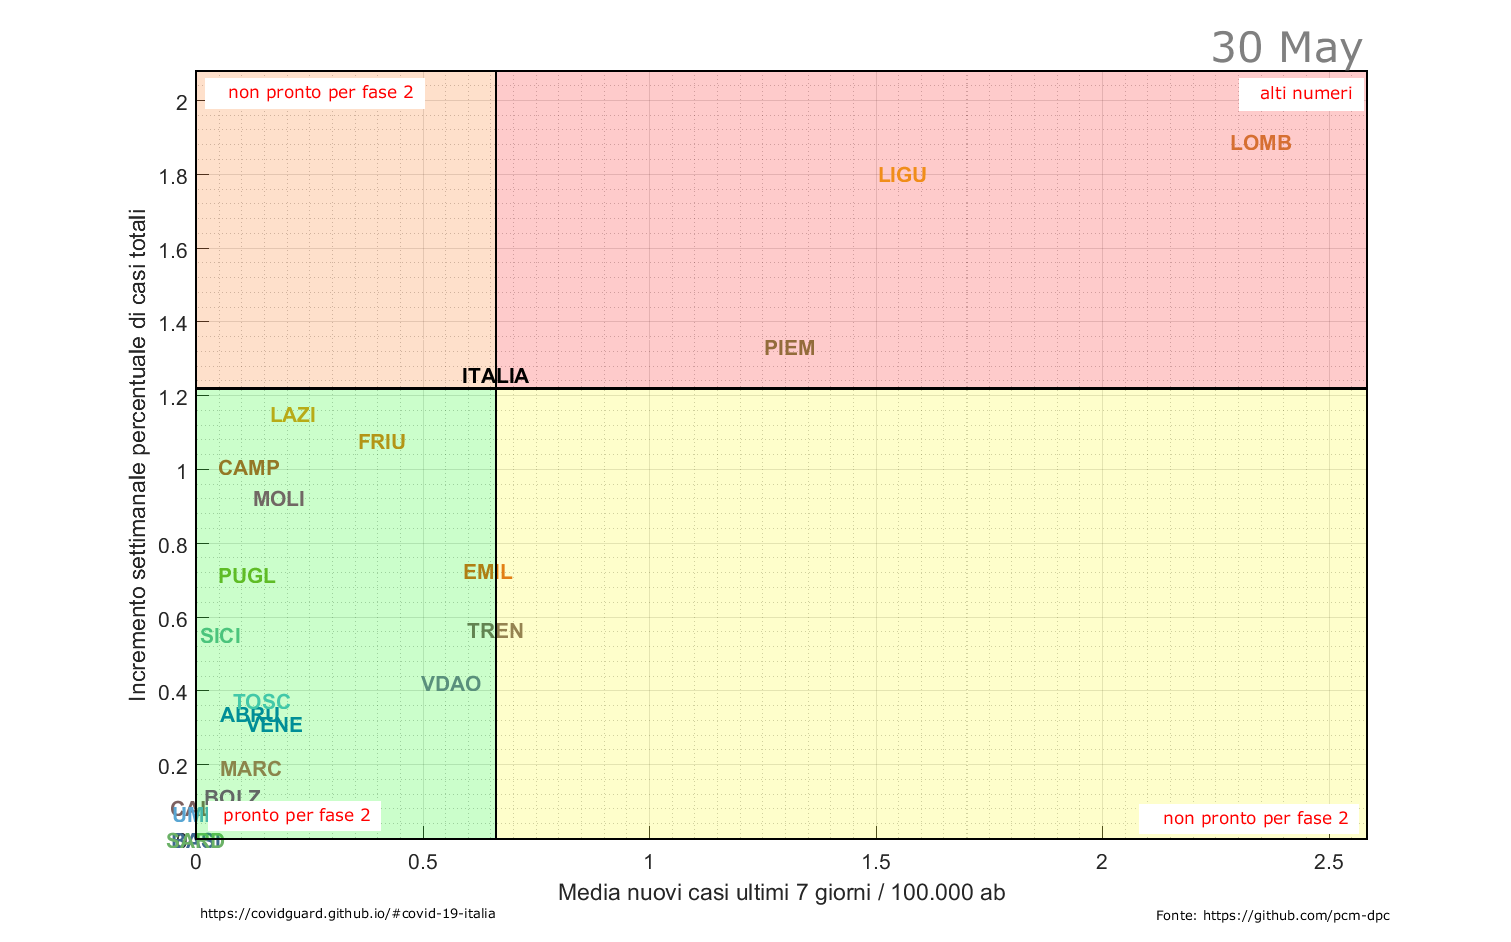 30 May
non pronto per fase 2
alti numeri
2
1.8
1.6
1.4
1.2
1
0.8
0.6
0.4
0.2
Incremento settimanale percentuale di casi totali
LOMB
LIGU
PIEM
ITALIA
LAZI
FRIU
CAMP
MOLI
PUGL
EMIL
SICI
TREN
VDAO
TOSC
ABRU
VENE
MARC
BOLZ
pronto per fase 2
non pronto per fase 2
0
0.5
1
1.5
2
2.5
Media nuovi casi ultimi 7 giorni / 100.000 ab
https://covidguard.github.io/#covid-19-italia
Fonte: https://github.com/pcm-dpc